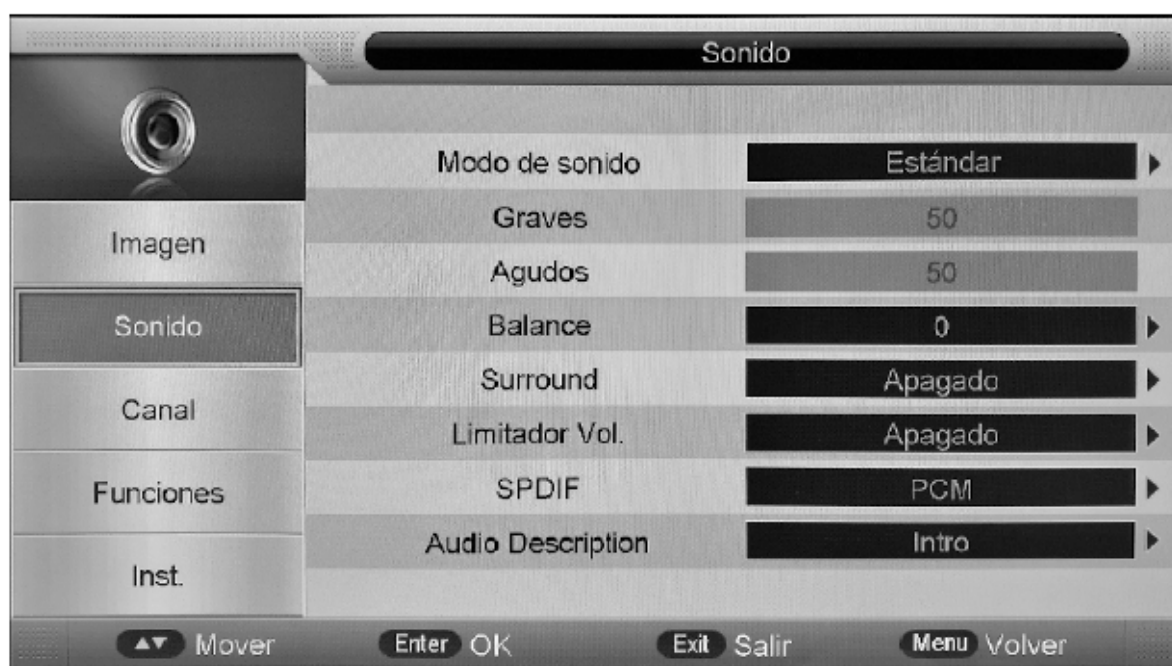 Sonido
Modo de sonido Estándar
Graves 50
Agudos 50
Balance 0
Surround Apagado
Limitador Vol. Apagado
SPDIF PCM
Audio Description Intro
Imagen
Sonido
Canal
Funciones
Inst.
Mover Enter OK Exit Salir Menu Volver